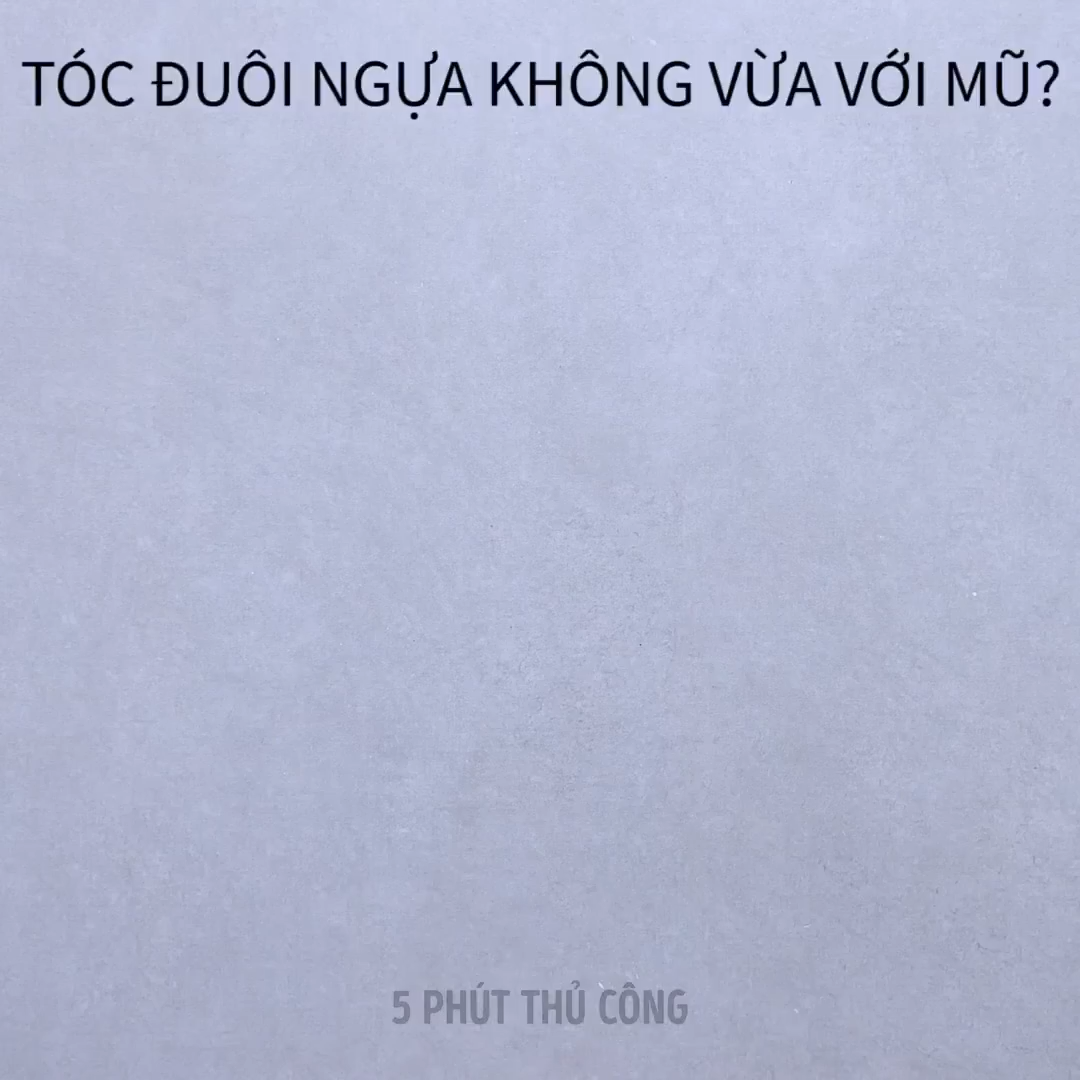 TÓC ĐUÔI NGỰA KHÔNG VỪA VỚI MŨ?
5 PHÚT THỦ CÔNG